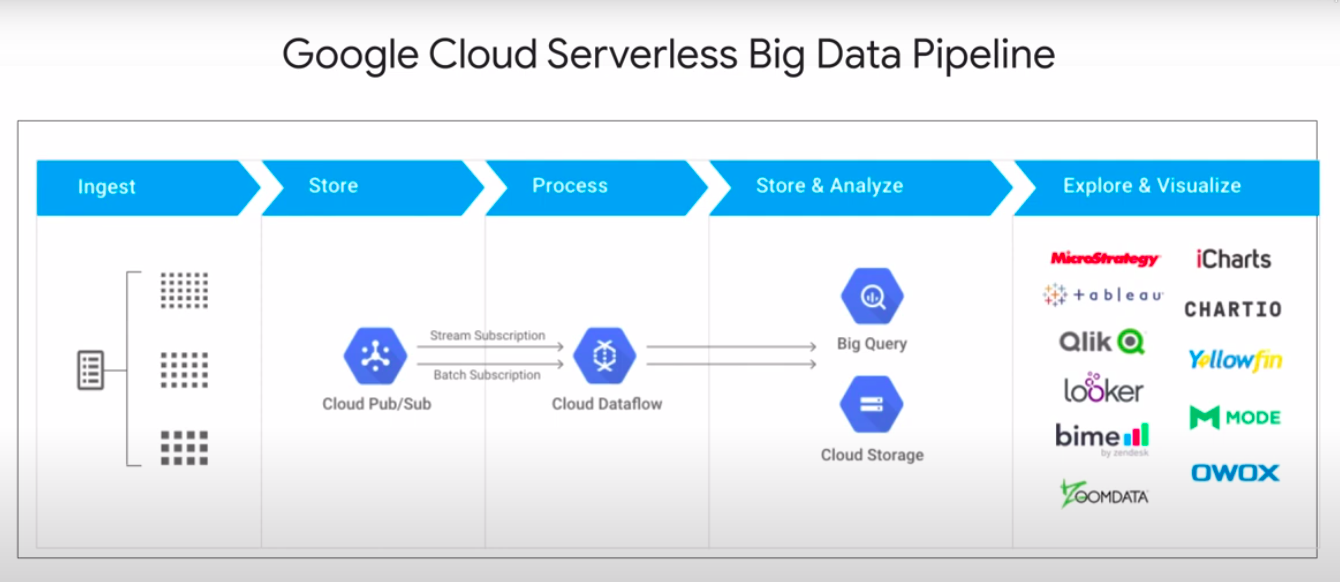 Google Cloud Serverless Big Data Pipeline
Ingest
Store
Process
Store & Analyze
Explore & Visualize
Stream Subscription
Batch Subscription
Cloud Pub/Sub
Cloud Dataflow
Big Query
Cloud Storage
MicroStrategy
iCharts
+ableau
CHARTIO
Qlik
Yellowfin
looker
MODE
bime
by zendesk
OWOX
ZOOMDATA